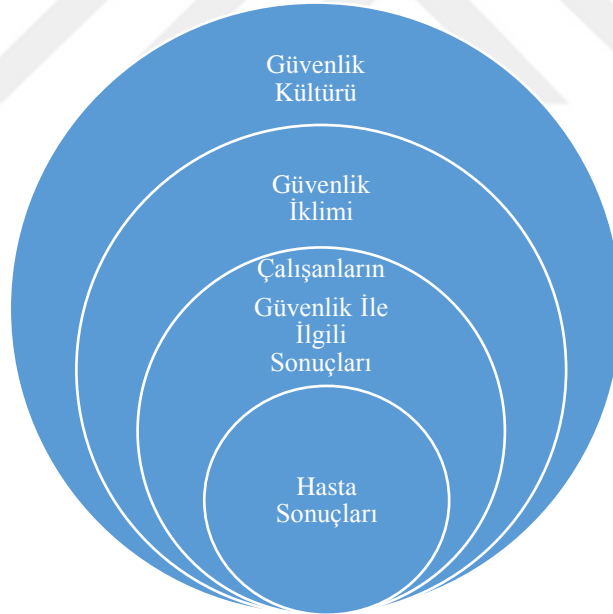 Güvenlik
Kültürü
Güvenlik
İklimi
Çalışanların
Güvenlik İle
İlgili
Sonuçları
Hasta
Sonuçları